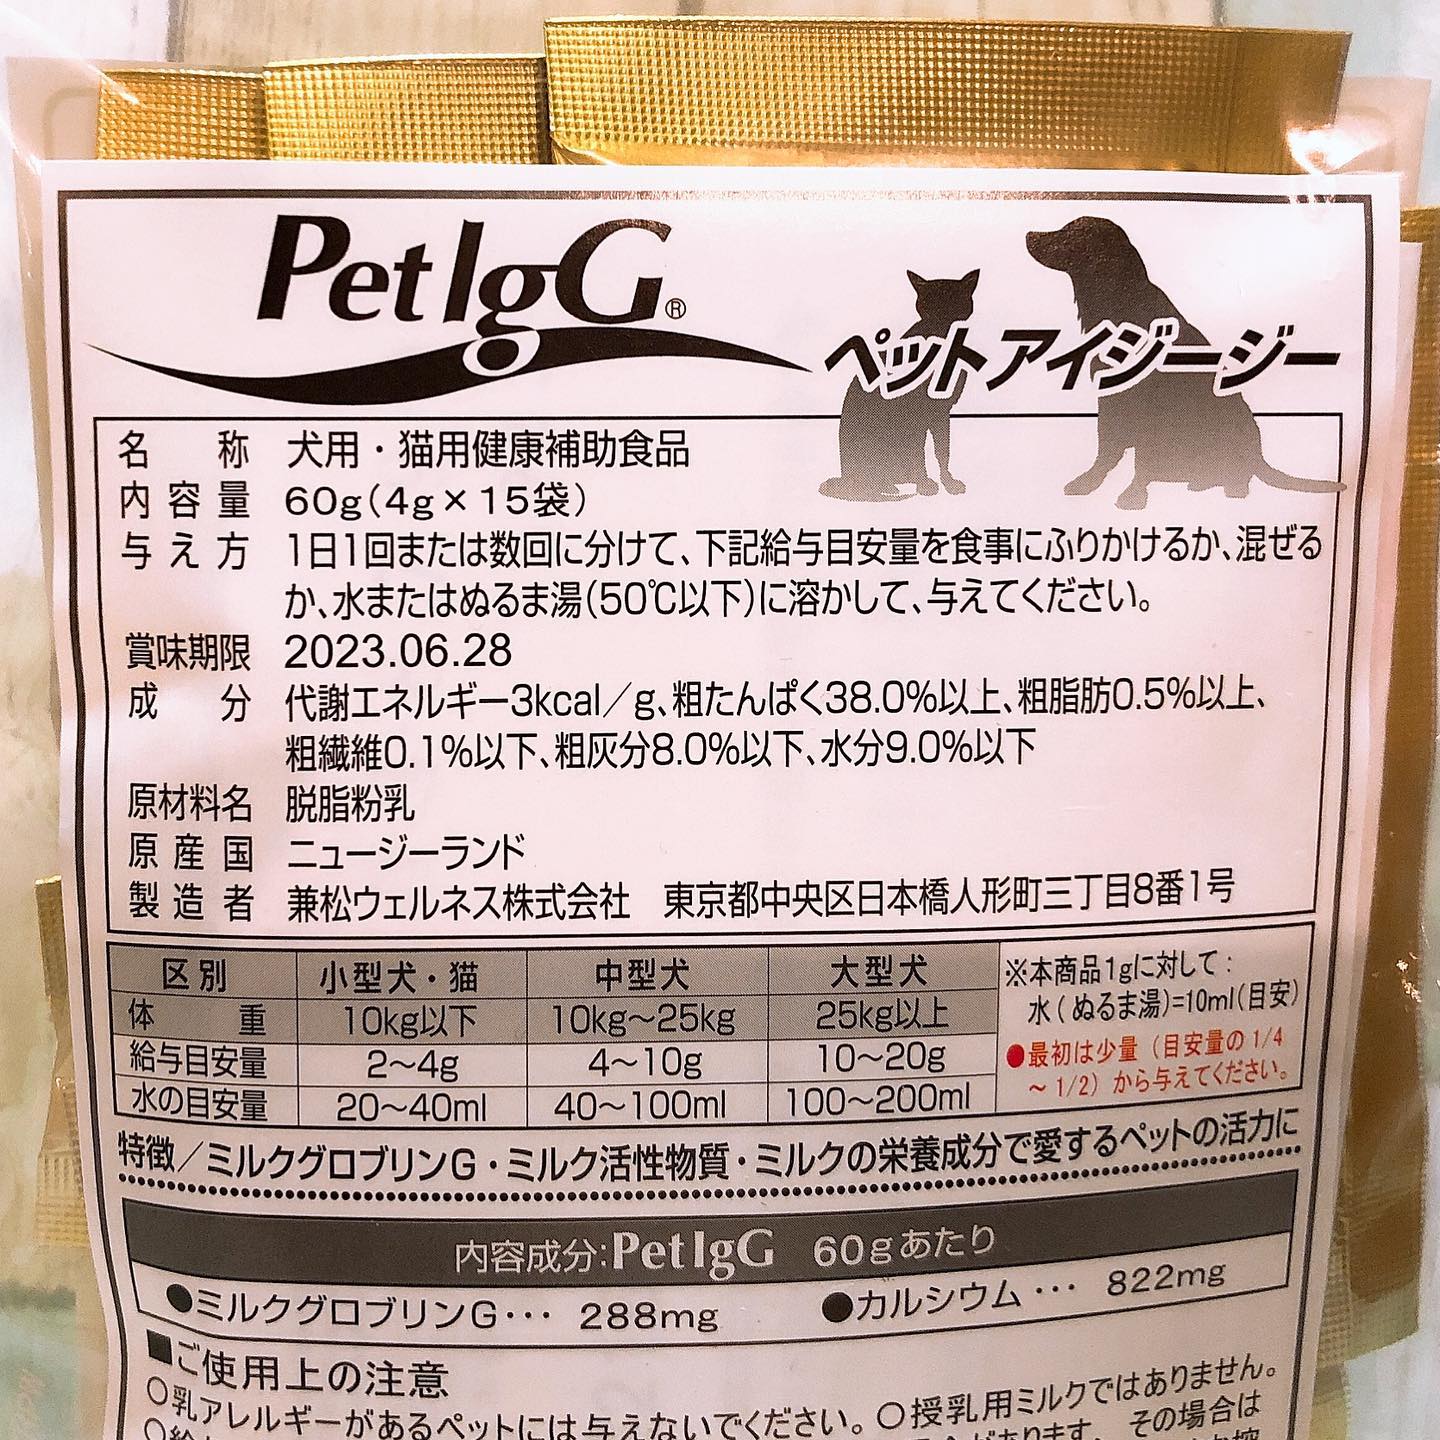 PetIgG®
ペットアイジージー
名称 犬用・猫用健康補助食品
内容量 60g(4g×15袋)
与え方 1日1回または数回に分けて、下記給与目安量を食事にふりかけるか、混ぜる
か、水またはぬるま湯(50℃以下)に溶かして、与えてください。
賞味期限 2023.06.28
成分 代謝エネルギー3kcal/g、粗たんぱく38.0%以上、粗脂肪0.5%以上、
粗繊維0.1%以下、粗灰分8.0%以下、水分9.0%以下
原材料名 脱脂粉乳
原産国 ニュージーランド
製造者 兼松ウェルネス株式会社 東京都中央区日本橋人形町三丁目8番1号
区別 小型犬・猫 中型犬 大型犬
体重 10kg以下 10kg～25kg 25kg以上
給与目安量 2～4g 4～10g 10～20g
水の目安量 20～40ml 40～100ml 100～200ml
※本商品1gに対して:
水(ぬるま湯)=10ml(目安)
●最初は少量(目安量の1/4
～1/2)から与えてください。
特徴/ミルクグロブリンG・ミルク活性物質・ミルクの栄養成分で愛するペットの活力に
内容成分:PetIgG 60gあたり
●ミルクグロブリンG… 288mg ●カルシウム… 822mg
■ご使用上の注意
○乳アレルギーがあるペットには与えないでください。○授乳用ミルクではありません。
があります。その場合は